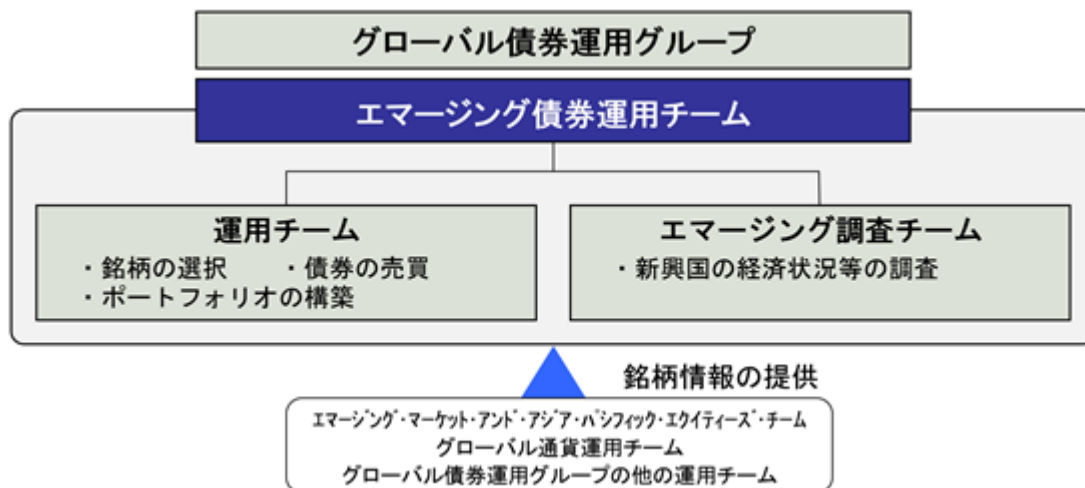 グローバル債券運用グループ
エマージング債券運用チーム
運用チーム
・銘柄の選択 ・債券の売買
・ポートフォリオの構築
エマージング調査チーム
・新興国の経済状況等の調査
銘柄情報の提供
エマージング・マーケット・アンド・アジア・パシフィック・エクイティーズ・チーム
グローバル通貨運用チーム
グローバル債券運用グループの他の運用チーム